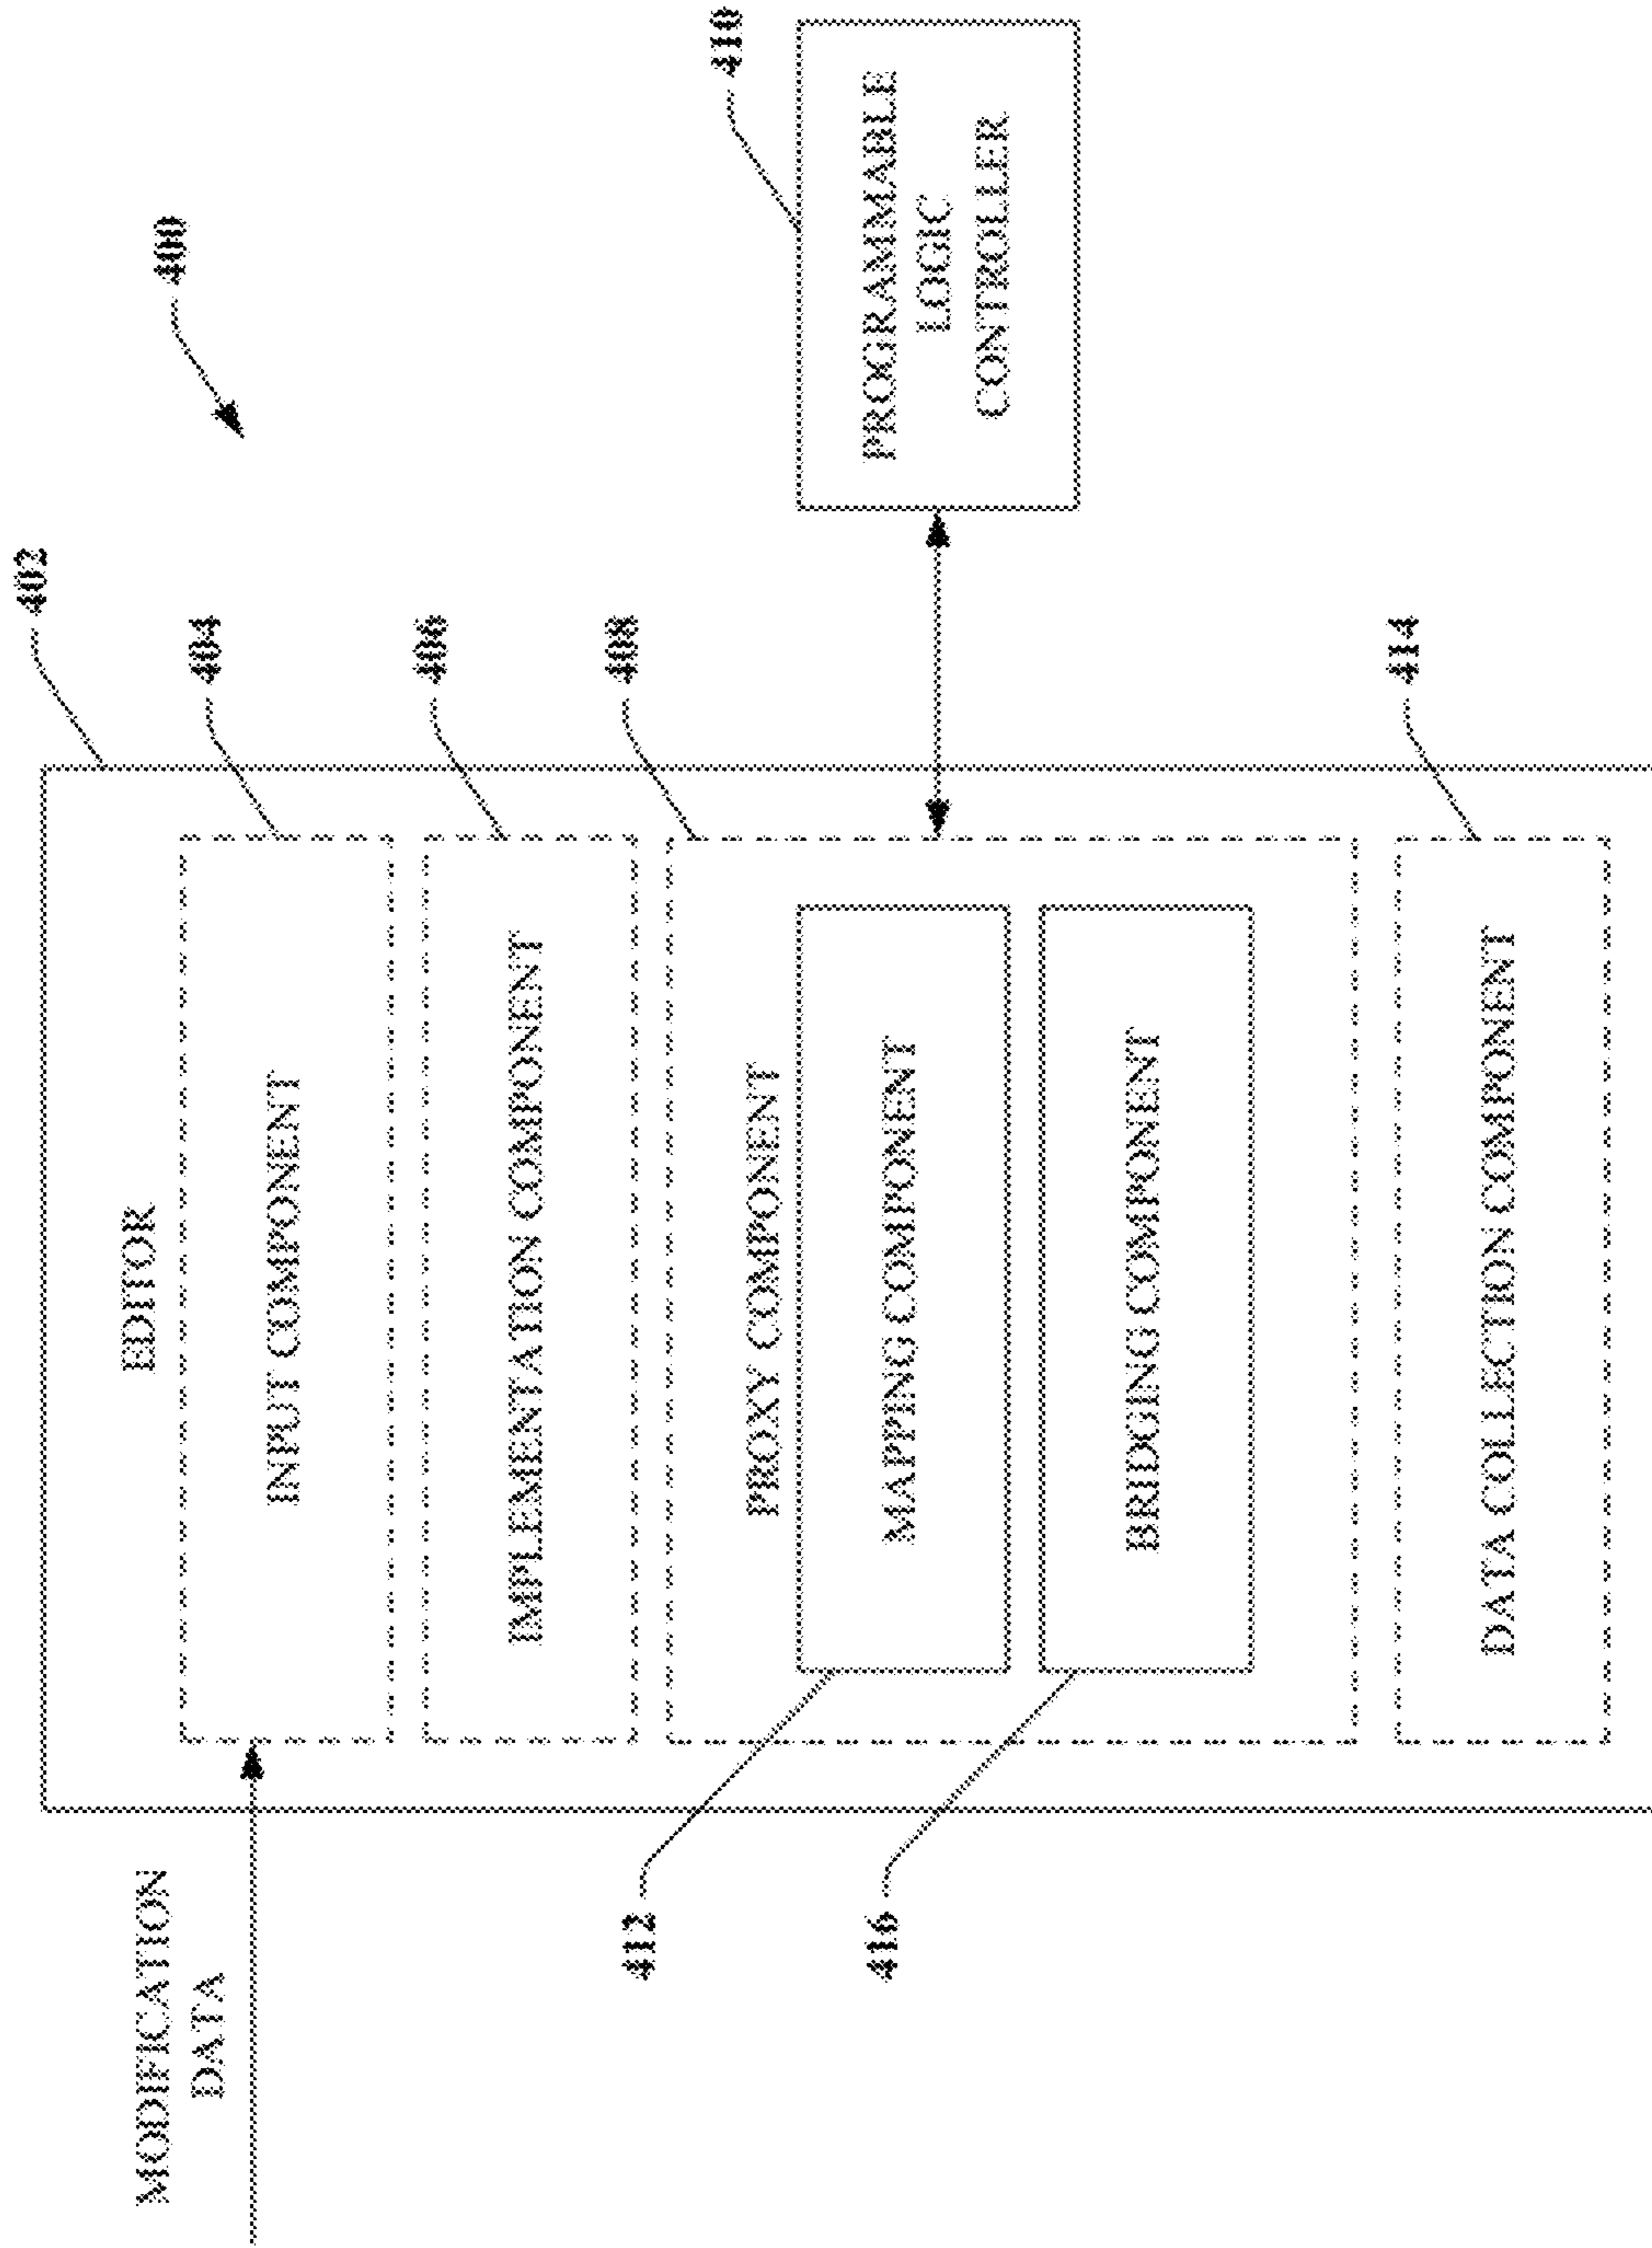 400
402
EDITOR
MODIFICATION
DATA
INPUT COMPONENT
404
IMPLEMENTATION COMPONENT
406
408
PROXY COMPONENT
412
MAPPING COMPONENT
410
PROGRAMMABLE
LOGIC
CONTROLLER
416
BRIDGING COMPONENT
414
DATA COLLECTION COMPONENT